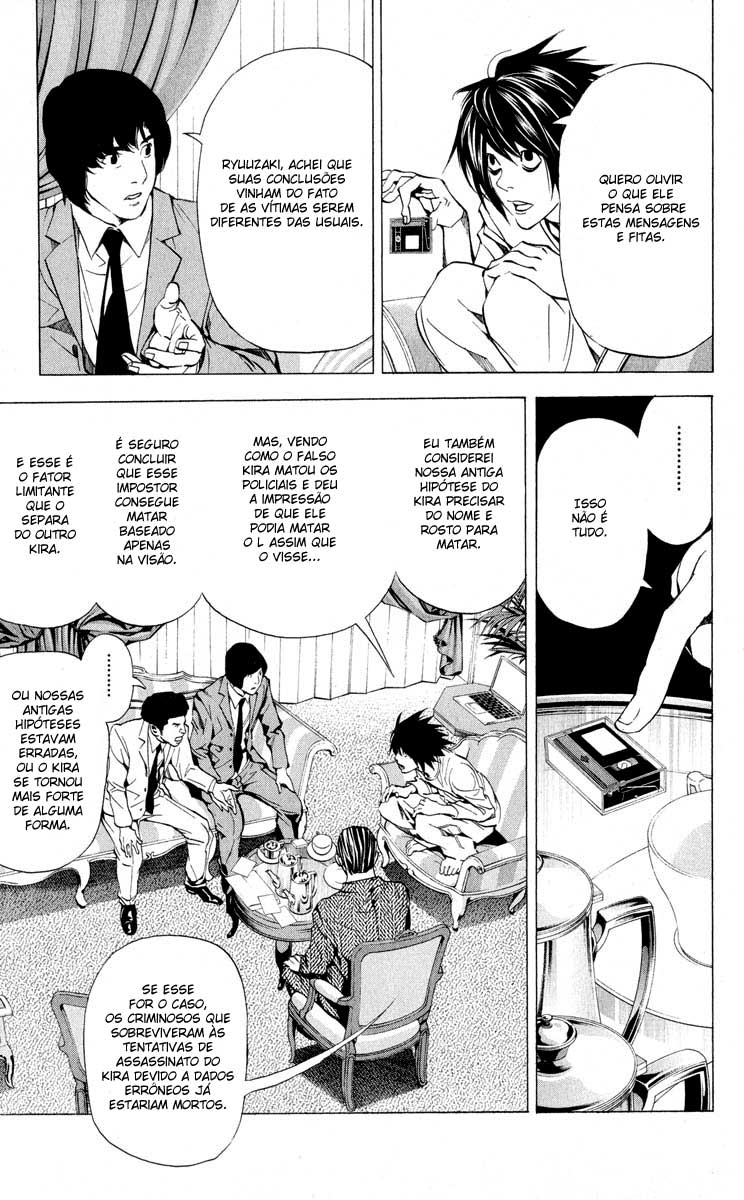 QUERO OUVIR
O QUE ELE
PENSA SOBRE
ESTAS MENSAGENS
E FITAS.
RYUUZAKI, ACHEI QUE
SUAS CONCLUSÕES
VINHAM DO FATO
DE AS VÍTIMAS SEREM
DIFERENTES DAS USUAIS.
.........
ISSO
NÃO É
TUDO.
EU TAMBÉM
CONSIDEREI
NOSSA ANTIGA
HIPÓTESE DO
KIRA PRECISAR
DO NOME E
ROSTO PARA
MATAR.
MAS, VENDO
COMO O FALSO
KIRA MATOU OS
POLICIAIS E DEU
A IMPRESSÃO
DE QUE ELE
PODIA MATAR
O L ASSIM QUE
O VISSE...
É SEGURO
CONCLUIR
QUE ESSE
IMPOSTOR
CONSEGUE
MATAR
BASEADO
APENAS
NA VISÃO.
E ESSE É
O FATOR
LIMITANTE
QUE O
SEPARA
DO OUTRO
KIRA.
.........
OU NOSSAS
ANTIGAS
HIPÓTESES
ESTAVAM
ERRADAS,
OU O KIRA
SE TORNOU
MAIS FORTE
DE ALGUMA
FORMA.
SE ESSE
FOR O CASO,
OS CRIMINOSOS QUE
SOBREVIVERAM ÀS
TENTATIVAS DE
ASSASSINATO DO
KIRA DEVIDO A DADOS
ERRÔNEOS JÁ
ESTARIAM MORTOS.